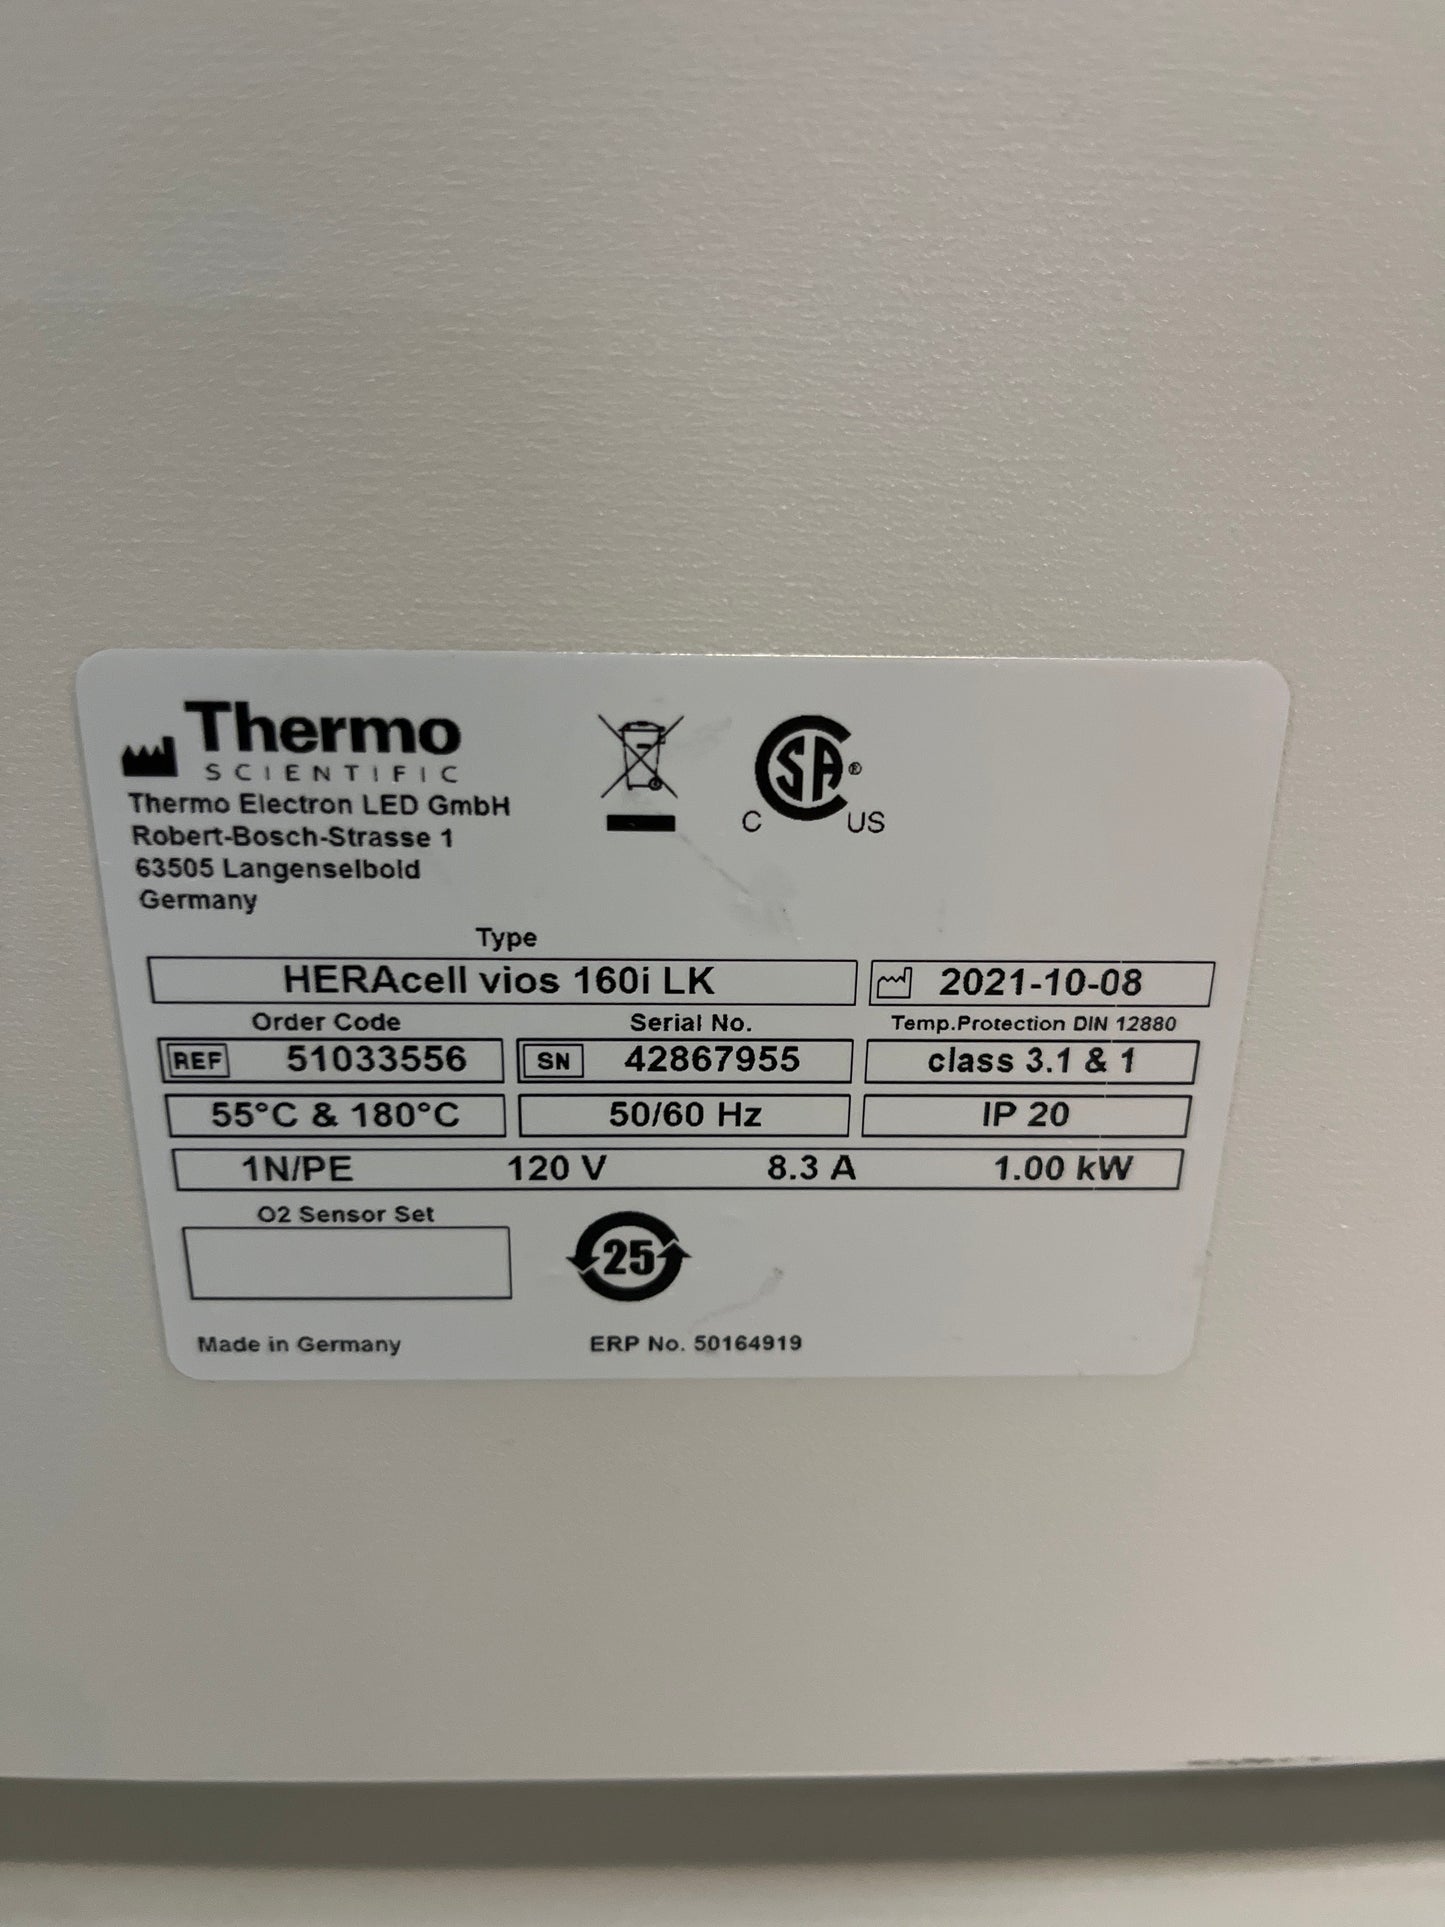 Thermo
SCIENTIFIC
Thermo Electron LED GmbH
Robert-Bosch-Strasse 1
63505 Langenselbold
Germany
CSA® C US
Type
HERAcell vios 160i LK 2021-10-08
Order Code Serial No. Temp.Protection DIN 12880
REF 51033556 SN 42867955 class 3.1 & 1
55°C & 180°C 50/60 Hz IP 20
1N/PE 120 V 8.3 A 1.00 kW
O2 Sensor Set
25
Made in Germany ERP No. 50164919